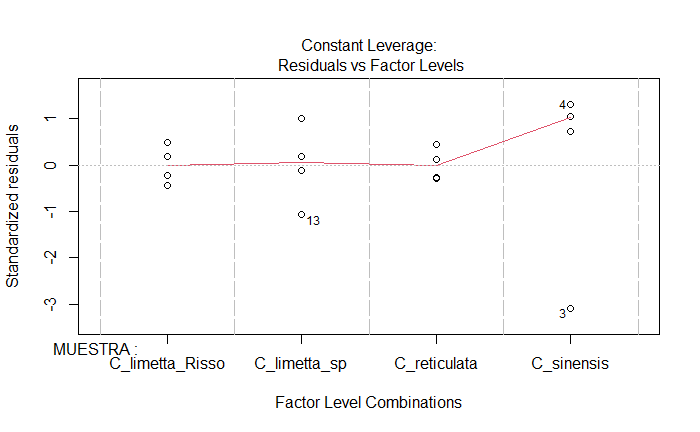 Constant Leverage:
Residuals vs Factor Levels
Standardized residuals
1
0
-1
-2
-3
4
13
3
MUESTRA :
C_limetta_Risso C_limetta_sp C_reticulata C_sinensis
Factor Level Combinations